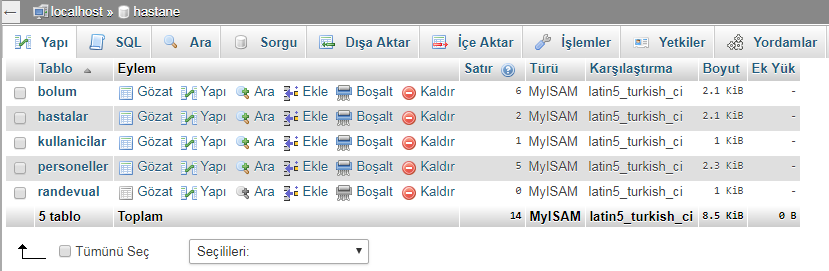 localhost » hastane
Yapı SQL Ara Sorgu Dışa Aktar İçe Aktar İşlemler Yetkiler Yordamlar
Tablo Eylem Satır Türü Karşılaştırma Boyut Ek Yük
bolum Gözat Yapı Ara Ekle Boşalt Kaldır 6 MyISAM latin5_turkish_ci 2.1 KiB -
hastalar Gözat Yapı Ara Ekle Boşalt Kaldır 2 MyISAM latin5_turkish_ci 2.1 KiB -
kullanicilar Gözat Yapı Ara Ekle Boşalt Kaldır 1 MyISAM latin5_turkish_ci 1 KiB -
personeller Gözat Yapı Ara Ekle Boşalt Kaldır 5 MyISAM latin5_turkish_ci 2.3 KiB -
randevual Gözat Yapı Ara Ekle Boşalt Kaldır 0 MyISAM latin5_turkish_ci 1 KiB -
5 tablo Toplam 14 MyISAM latin5_turkish_ci 8.5 KiB 0 B
Tümünü Seç Seçilileri: